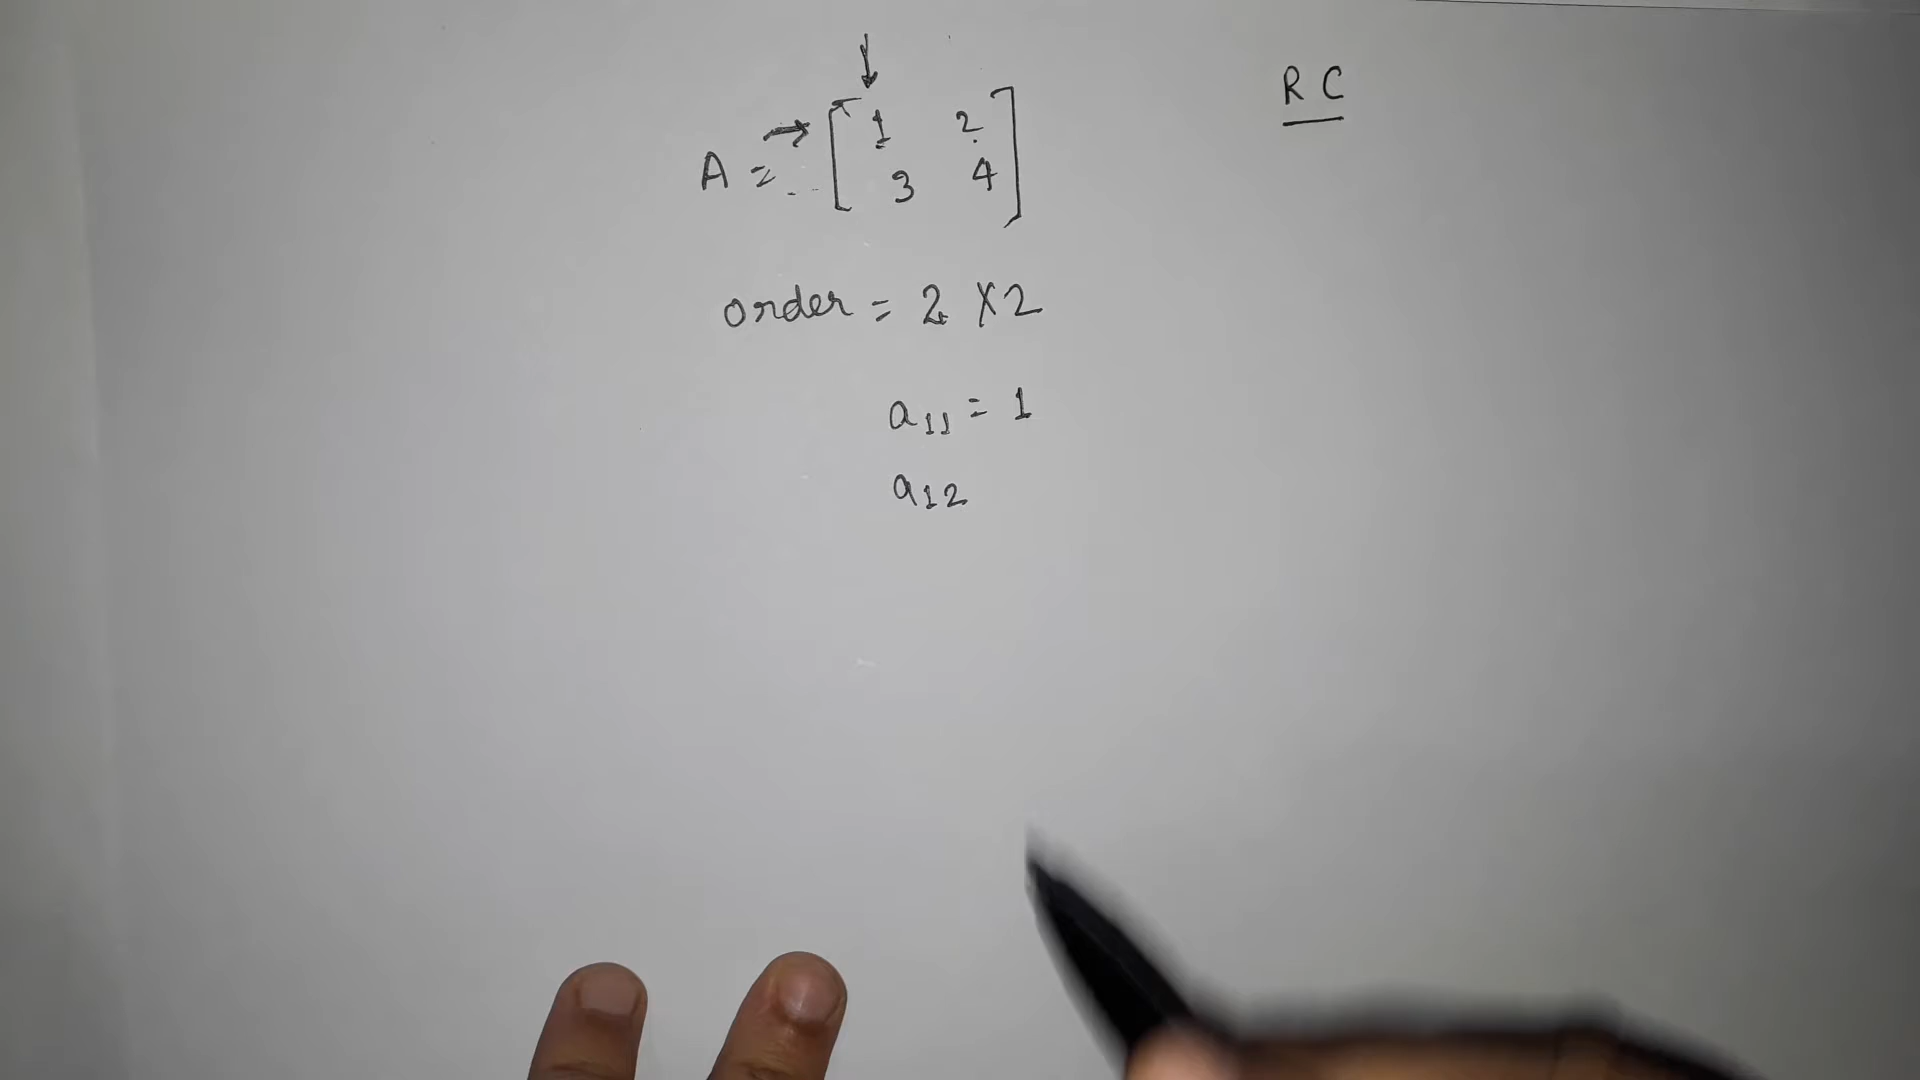 R C
A = [ 1 2
3 4 ]
order = 2 X 2
a11 = 1
a12